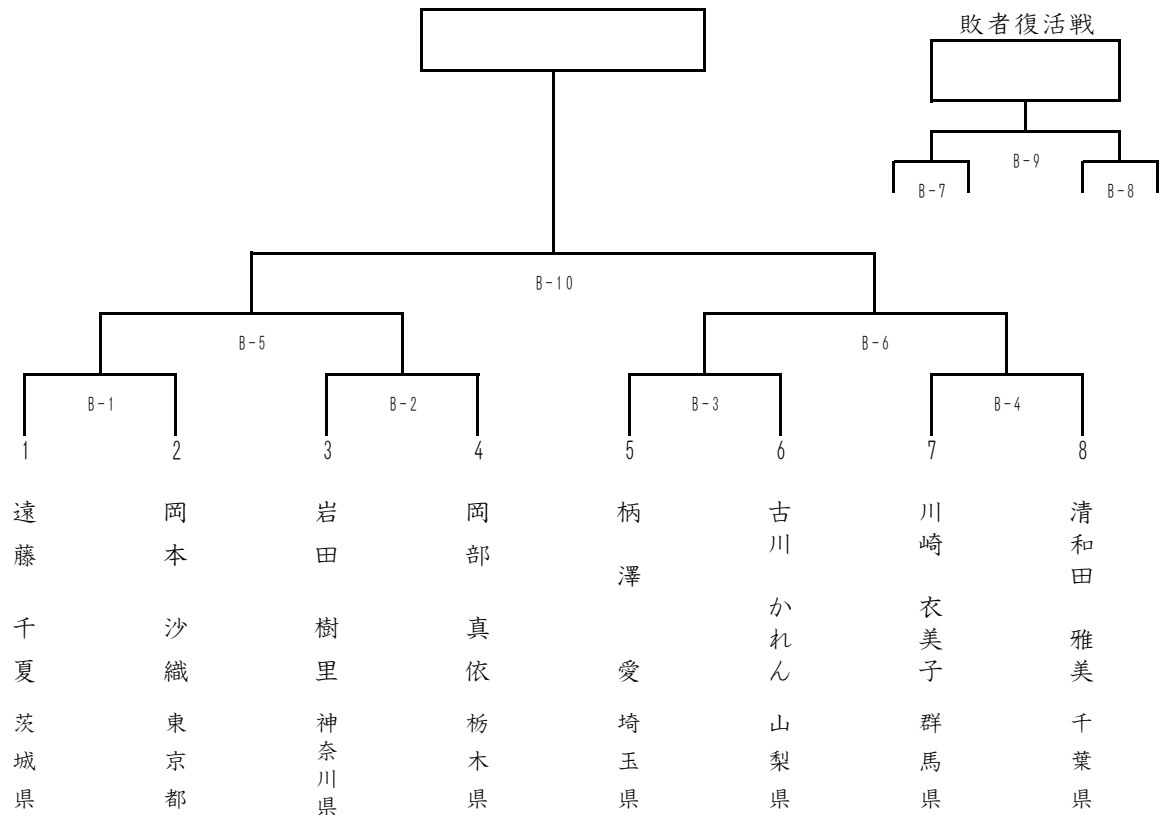 敗者復活戦
B-9
B-7
B-8
B-10
B-5
B-6
B-1
B-2
B-3
B-4
1
2
3
4
5
6
7
8
遠藤 千夏
茨城県
岡本 沙織
東京都
岩田 樹里
神奈川県
岡部 真依
栃木県
柄澤 愛
埼玉県
古川 かれん
山梨県
川崎 衣美子
群馬県
清和田 雅美
千葉県